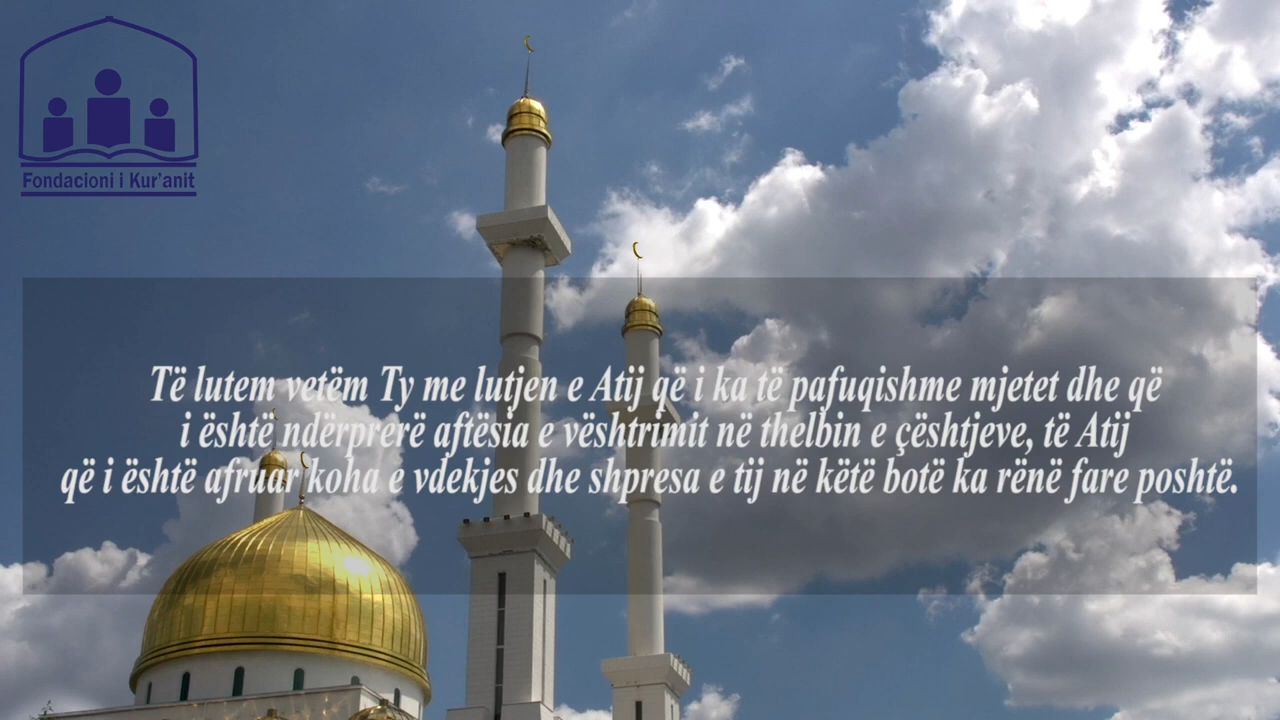 Fondacioni i Kur'anit
Të lutem vetëm Ty me lutjen e Atij që i ka të pafuqishme mjetet dhe që
i është ndërprerë aftësia e vështrimit në thelbin e çështjeve, të Atij
që i është afruar koha e vdekjes dhe shpresa e tij në këtë botë ka rënë fare poshtë.